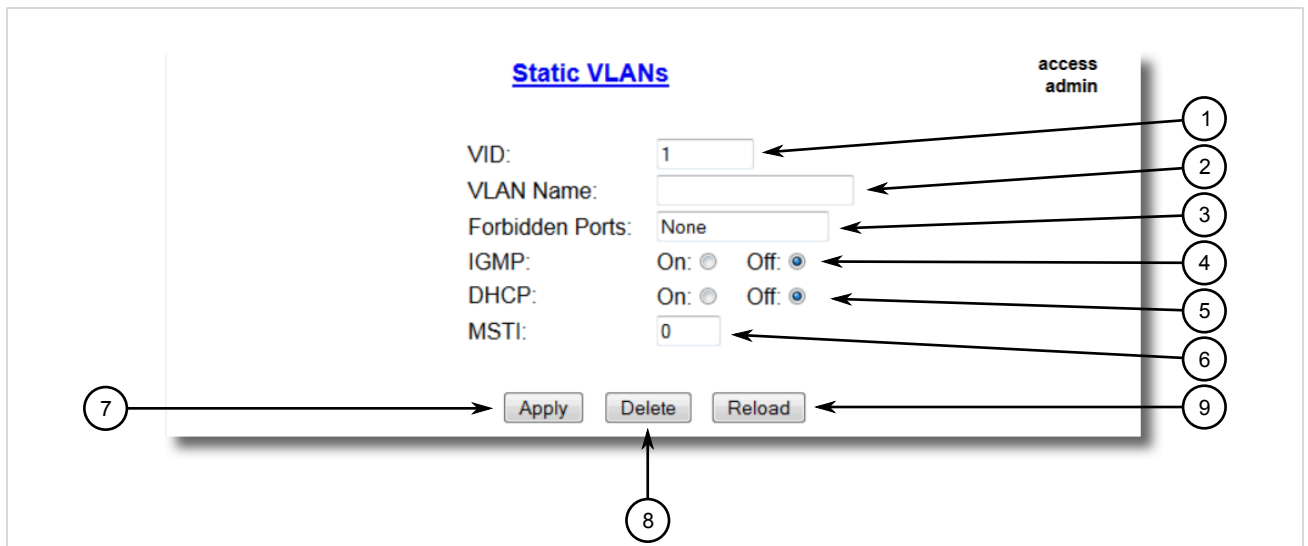 Static VLANs
access
admin
VID: 1
VLAN Name:
Forbidden Ports: None
IGMP: On: Off:
DHCP: On: Off:
MSTI: 0
Apply Delete Reload
1
2
3
4
5
6
7
8
9